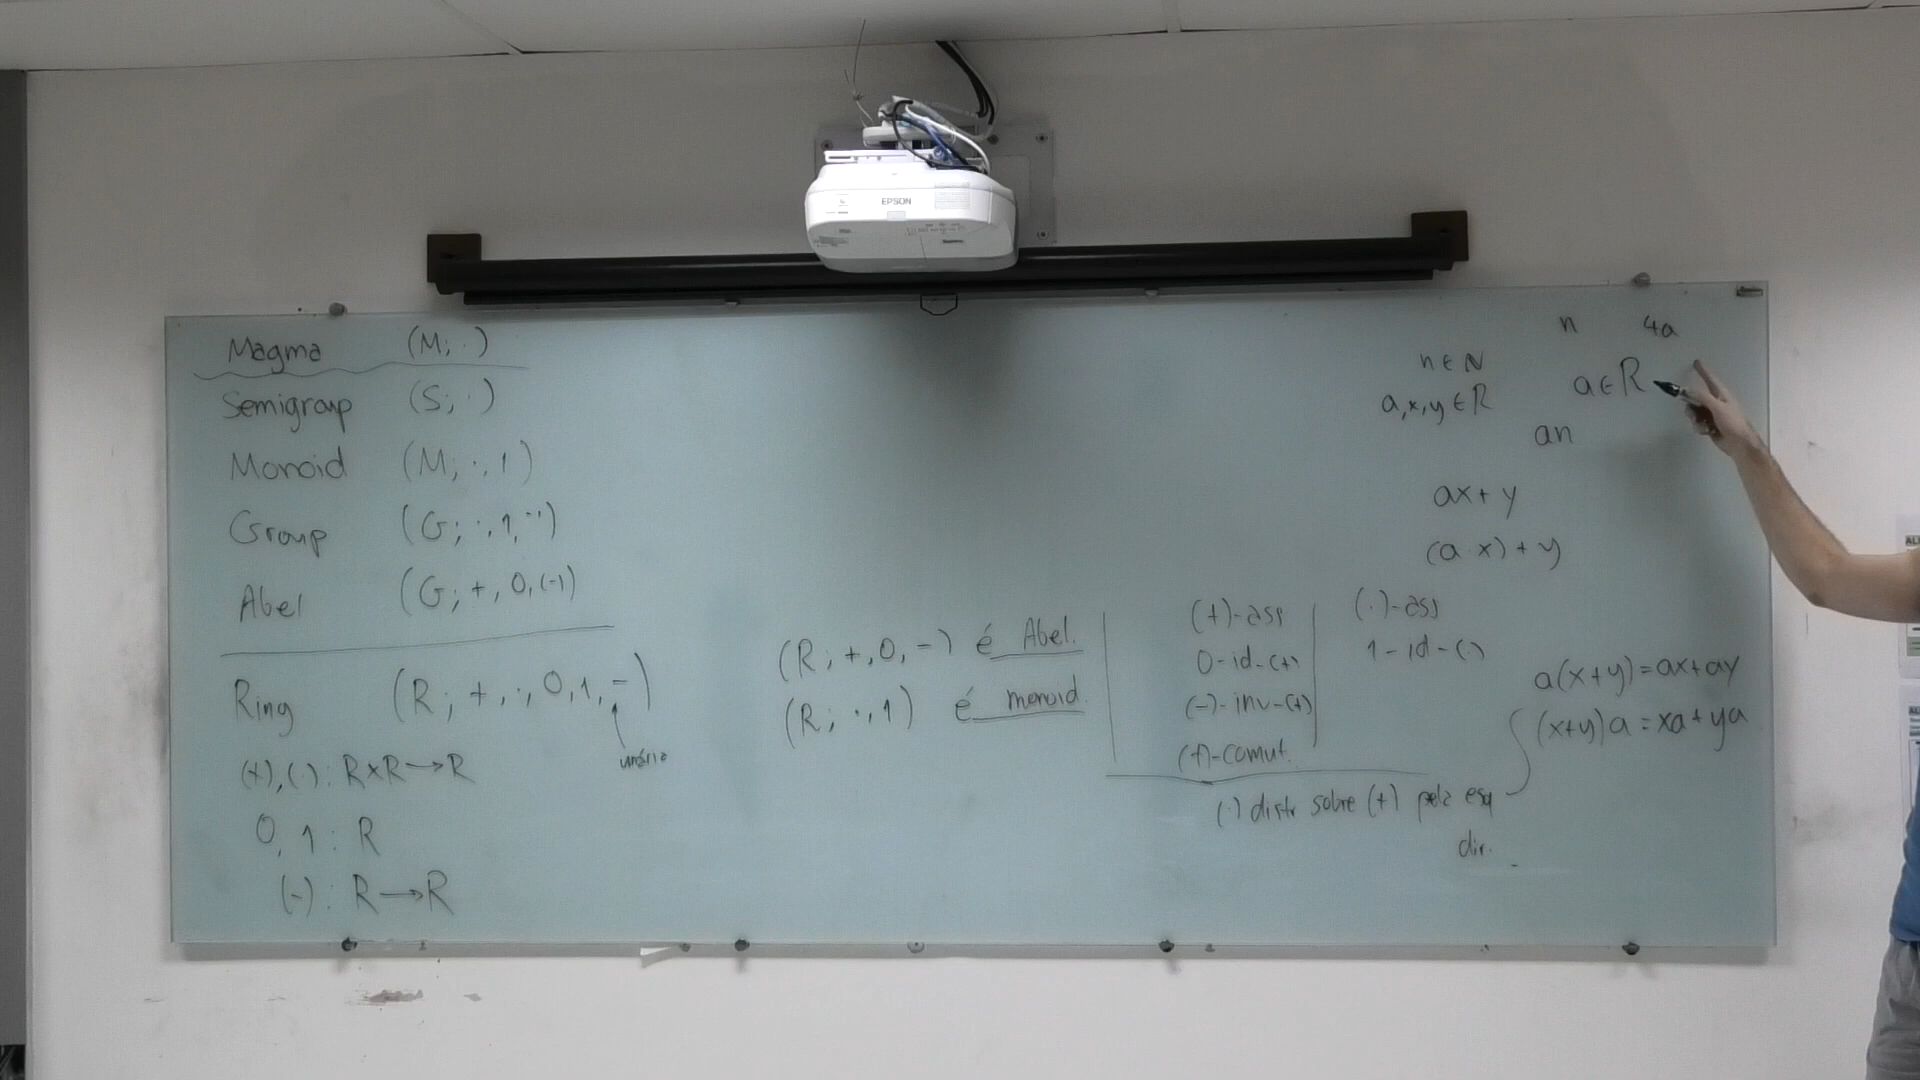 EPSON
Magma (M; ·)
Semigroup (S; ·)
Monoid (M; ·, 1)
Group (G; ·, 1, ⁻¹)
Abel (G; +, 0, (-))
Ring (R; +, ·, 0, 1, -)
unário
(+), (·) : R×R → R
0, 1 : R
(-) : R → R
(R; +, 0, -) é Abel.
(R; ·, 1) é monoid.
(+)-ass
0-id-(+)
(-)-inv-(+)
(+)-comut.
(·)-ass
1-id-(·)
(·) distr sobre (+) pela esq
dir.
a(x+y)=ax+ay
(x+y)a=xa+ya
n∈N
a,x,y∈R
n 4a
a∈R
an
ax+y
(a·x)+y